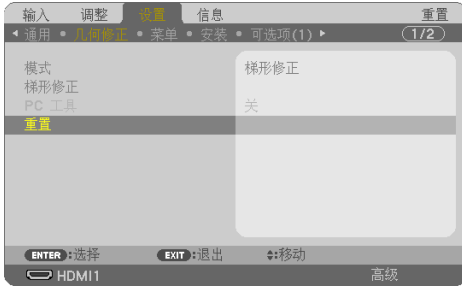 输入 调整 设置 信息 重置
通用 • 几何修正 • 菜单 • 安装 • 可选项(1) 1/2
模式 梯形修正
梯形修正
PC 工具 关
重置
ENTER:选择 EXIT:退出 :移动
HDMI1 高级